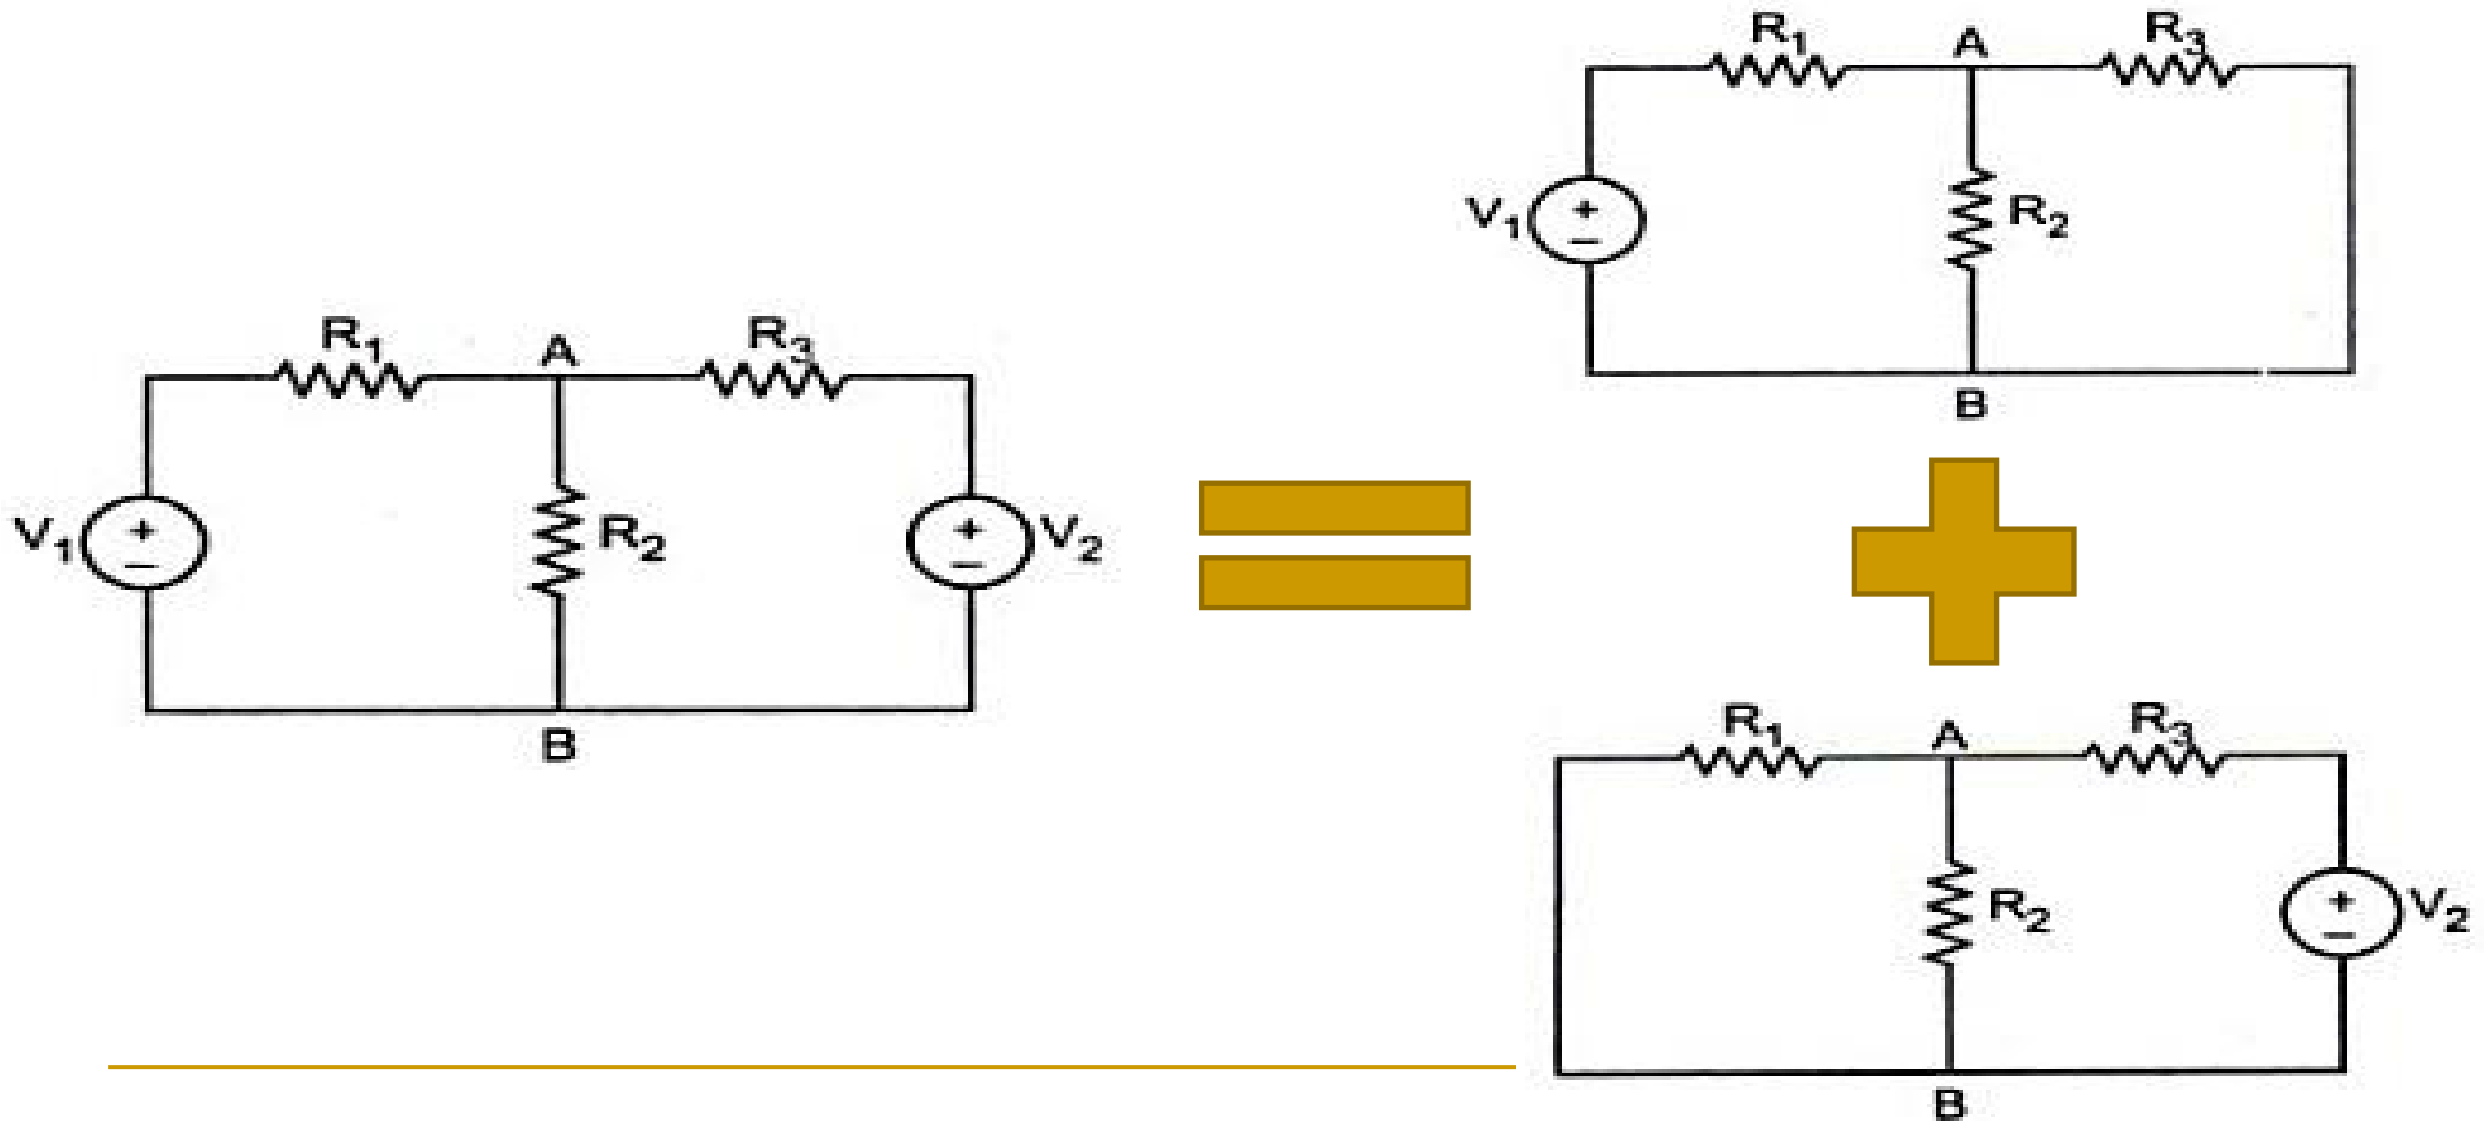 R₁ A R₃
V₁ + − R₂ + − V₂
B
R₁ A R₃
V₁ + − R₂
B
R₁ A R₃
R₂ + − V₂
B